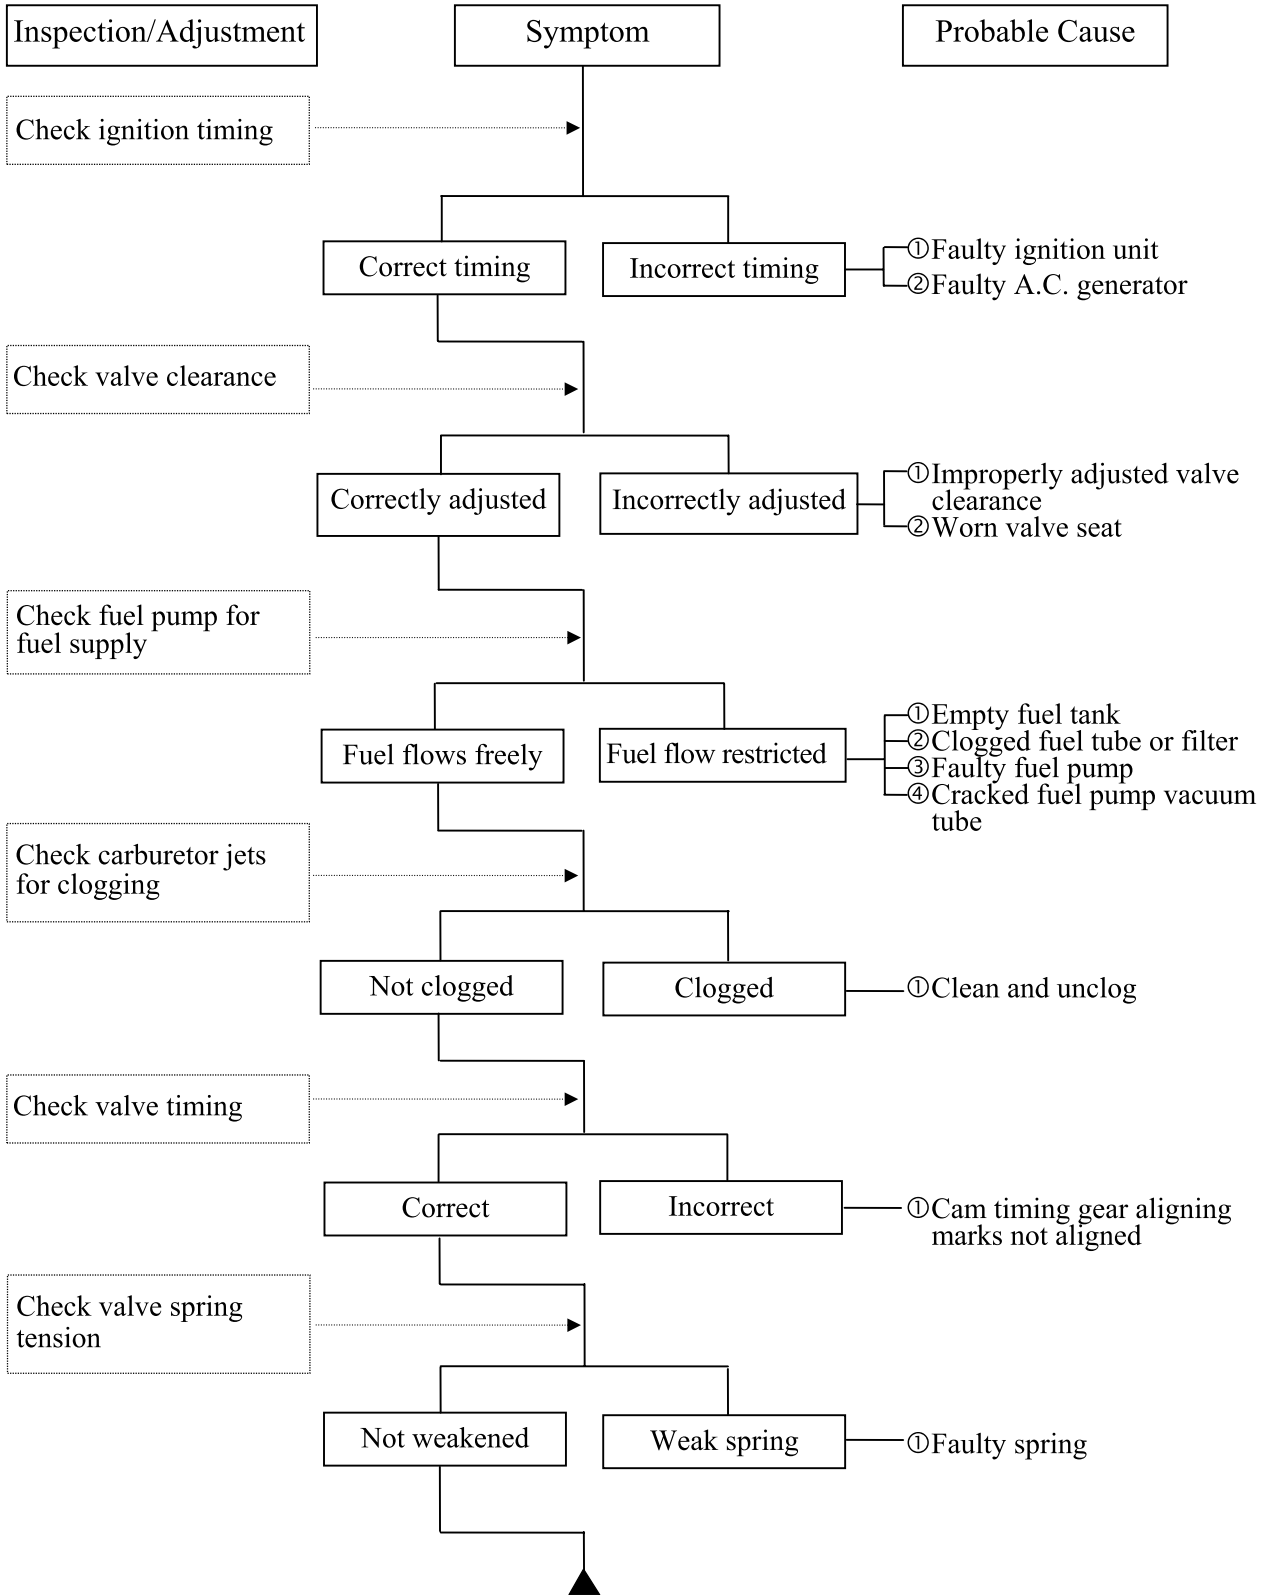 Inspection/Adjustment
Symptom
Probable Cause
Check ignition timing
Correct timing
Incorrect timing
①Faulty ignition unit
②Faulty A.C. generator
Check valve clearance
Correctly adjusted
Incorrectly adjusted
①Improperly adjusted valve
clearance
②Worn valve seat
Check fuel pump for
fuel supply
Fuel flows freely
Fuel flow restricted
①Empty fuel tank
②Clogged fuel tube or filter
③Faulty fuel pump
④Cracked fuel pump vacuum
tube
Check carburetor jets
for clogging
Not clogged
Clogged
①Clean and unclog
Check valve timing
Correct
Incorrect
①Cam timing gear aligning
marks not aligned
Check valve spring
tension
Not weakened
Weak spring
①Faulty spring